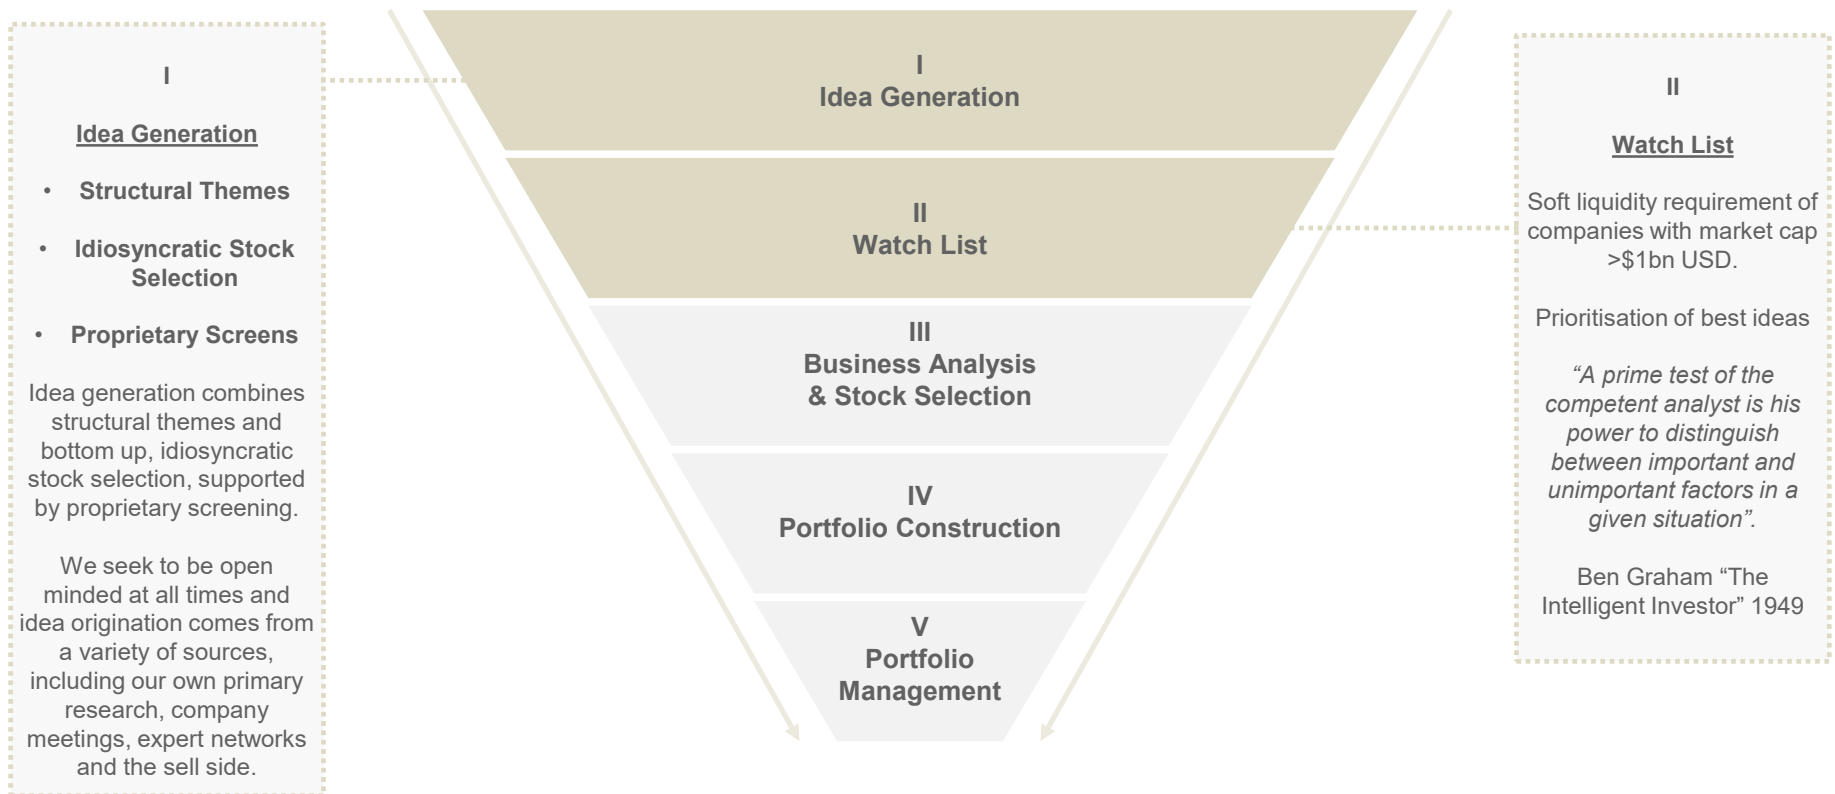 I
Idea Generation
• Structural Themes
• Idiosyncratic Stock
Selection
• Proprietary Screens
Idea generation combines
structural themes and
bottom up, idiosyncratic
stock selection, supported
by proprietary screening.
We seek to be open
minded at all times and
idea origination comes from
a variety of sources,
including our own primary
research, company
meetings, expert networks
and the sell side.
I
Idea Generation
II
Watch List
III
Business Analysis
& Stock Selection
IV
Portfolio Construction
V
Portfolio
Management
II
Watch List
Soft liquidity requirement of
companies with market cap
>$1bn USD.
Prioritisation of best ideas
“A prime test of the
competent analyst is his
power to distinguish
between important and
unimportant factors in a
given situation”.
Ben Graham “The
Intelligent Investor” 1949